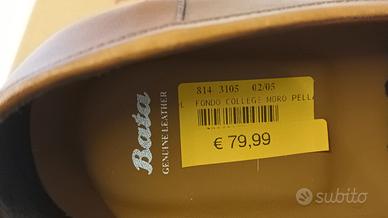 Bata
GENUINE LEATHER
814 3105 02/05
FONDO COLLEGE MORO PELLA
€ 79,99
subito